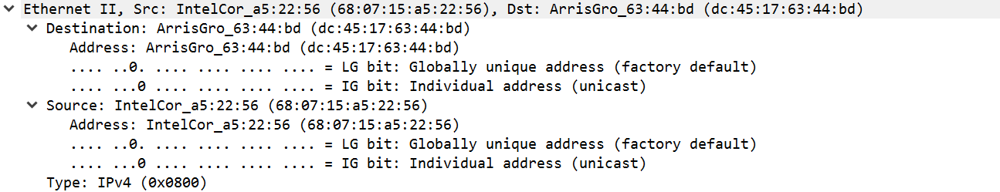 Ethernet II, Src: IntelCor_a5:22:56 (68:07:15:a5:22:56), Dst: ArrisGro_63:44:bd (dc:45:17:63:44:bd)
Destination: ArrisGro_63:44:bd (dc:45:17:63:44:bd)
Address: ArrisGro_63:44:bd (dc:45:17:63:44:bd)
.... ..0. .... .... .... .... = LG bit: Globally unique address (factory default)
.... ...0 .... .... .... .... = IG bit: Individual address (unicast)
Source: IntelCor_a5:22:56 (68:07:15:a5:22:56)
Address: IntelCor_a5:22:56 (68:07:15:a5:22:56)
.... ..0. .... .... .... .... = LG bit: Globally unique address (factory default)
.... ...0 .... .... .... .... = IG bit: Individual address (unicast)
Type: IPv4 (0x0800)